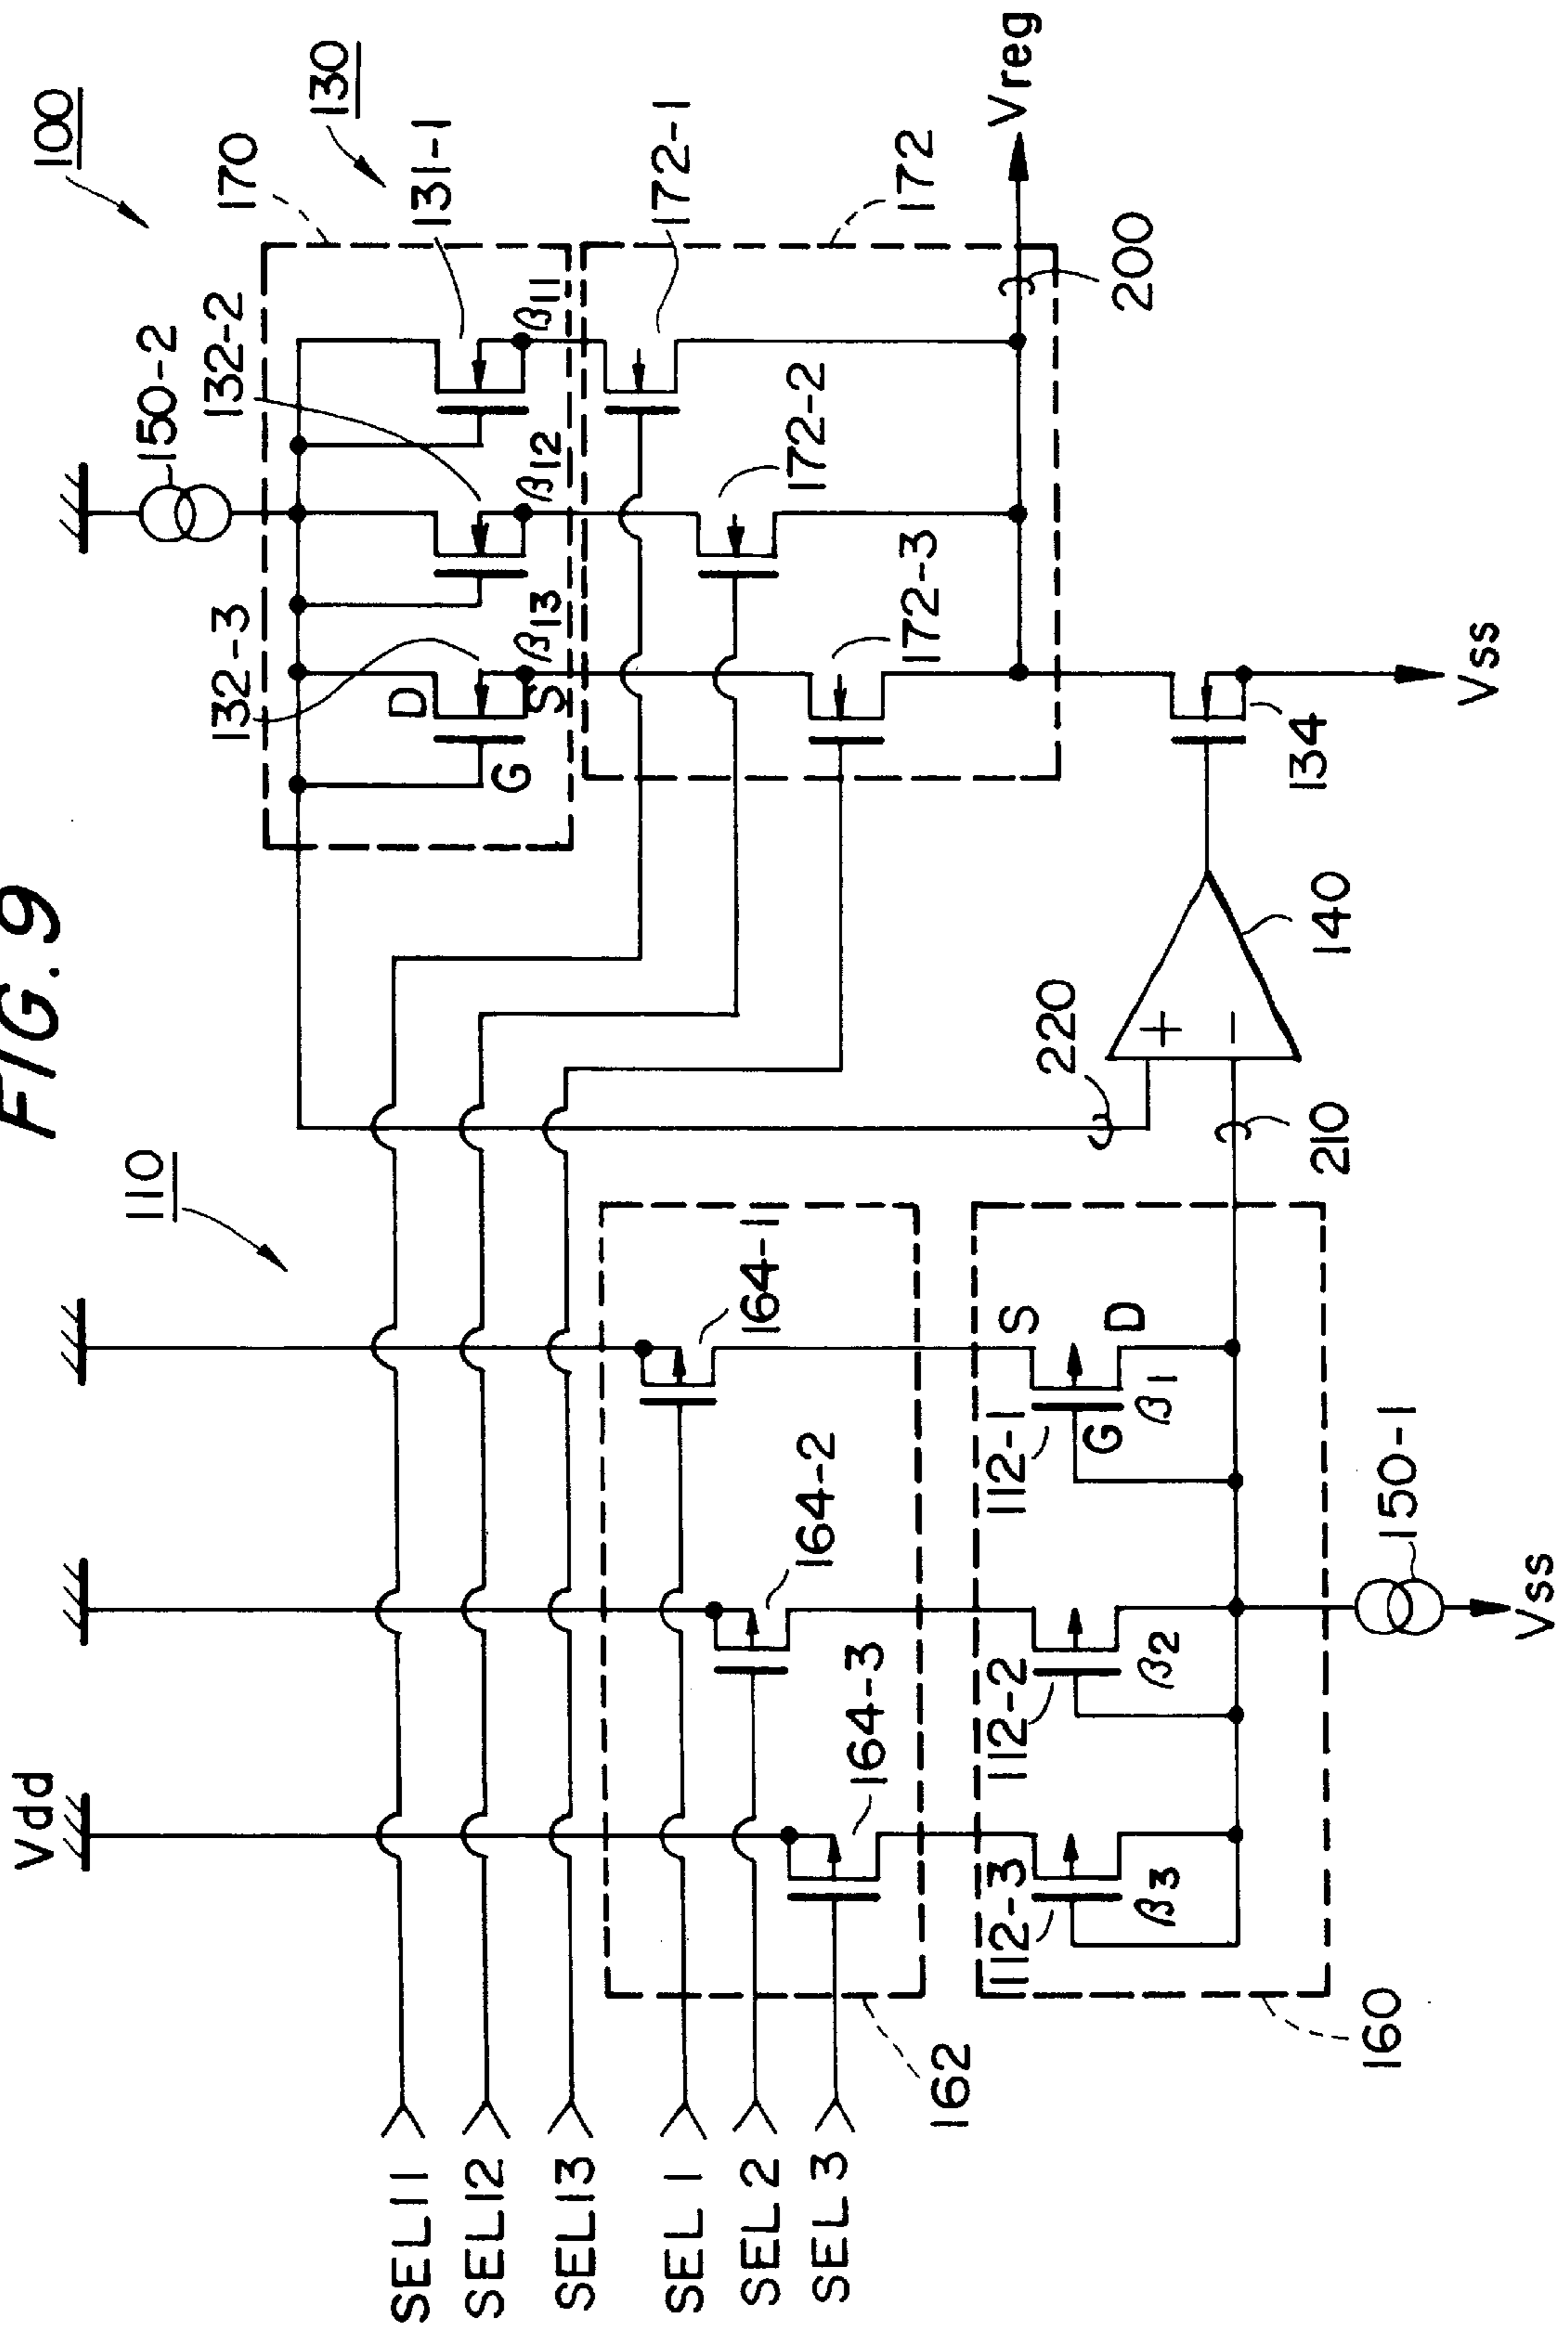 FIG. 9
100
110
130
170
150-2
132-3
132-2
131-1
D
G
S
β13
β12
β11
172-1
172-2
172-3
172
Vreg
200
134
Vss
140
+
−
220
210
Vdd
SEL11
SEL12
SEL13
SEL 1
SEL 2
SEL 3
162
164-3
164-2
164-1
112-3
β3
112-2
β2
112-1
G
S
D
β1
160
150-1
Vss